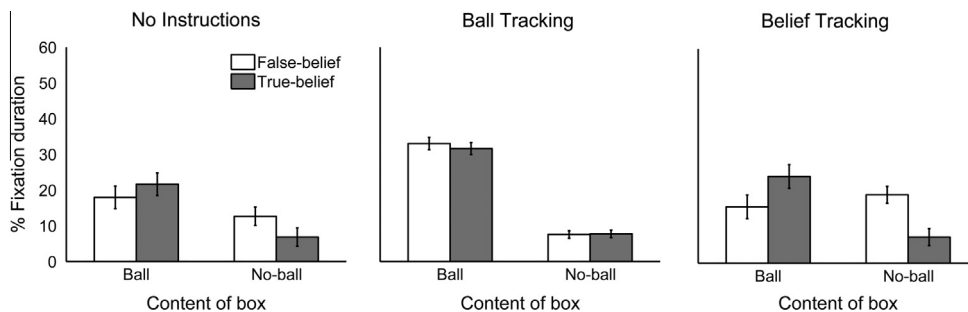 No Instructions
Ball Tracking
Belief Tracking
% Fixation duration
60
50
40
30
20
10
0
False-belief
True-belief
Ball
No-ball
Ball
No-ball
Ball
No-ball
Content of box
Content of box
Content of box